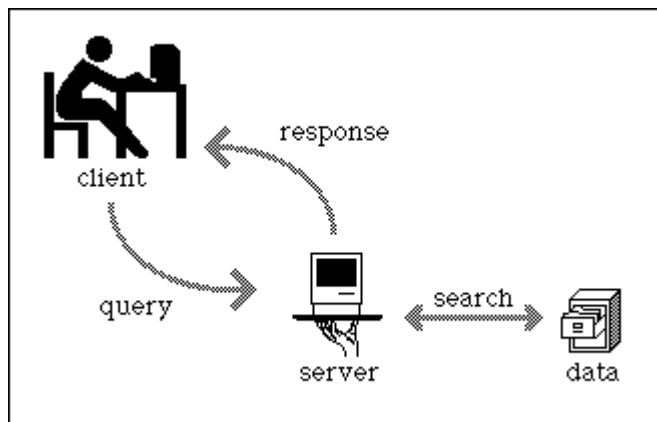 response
client
query
search
server
data